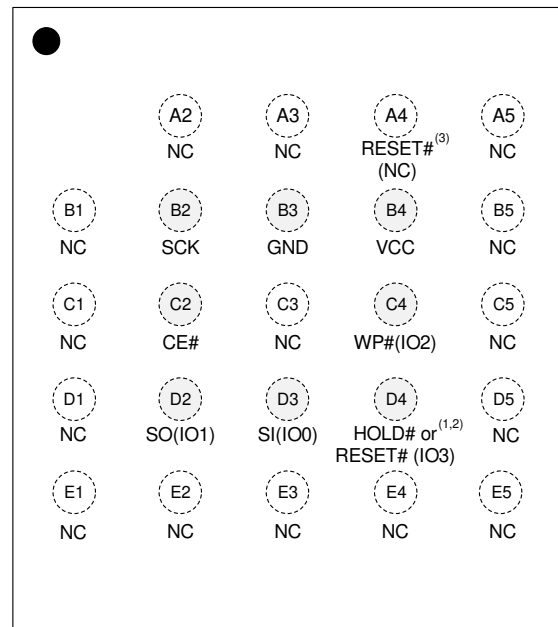 A2 A3 A4 A5
NC NC RESET#(3) NC
(NC)
B1 B2 B3 B4 B5
NC SCK GND VCC NC
C1 C2 C3 C4 C5
NC CE# NC WP#(IO2) NC
D1 D2 D3 D4 D5
NC SO(IO1) SI(IO0) HOLD# or(1,2) NC
RESET# (IO3)
E1 E2 E3 E4 E5
NC NC NC NC NC